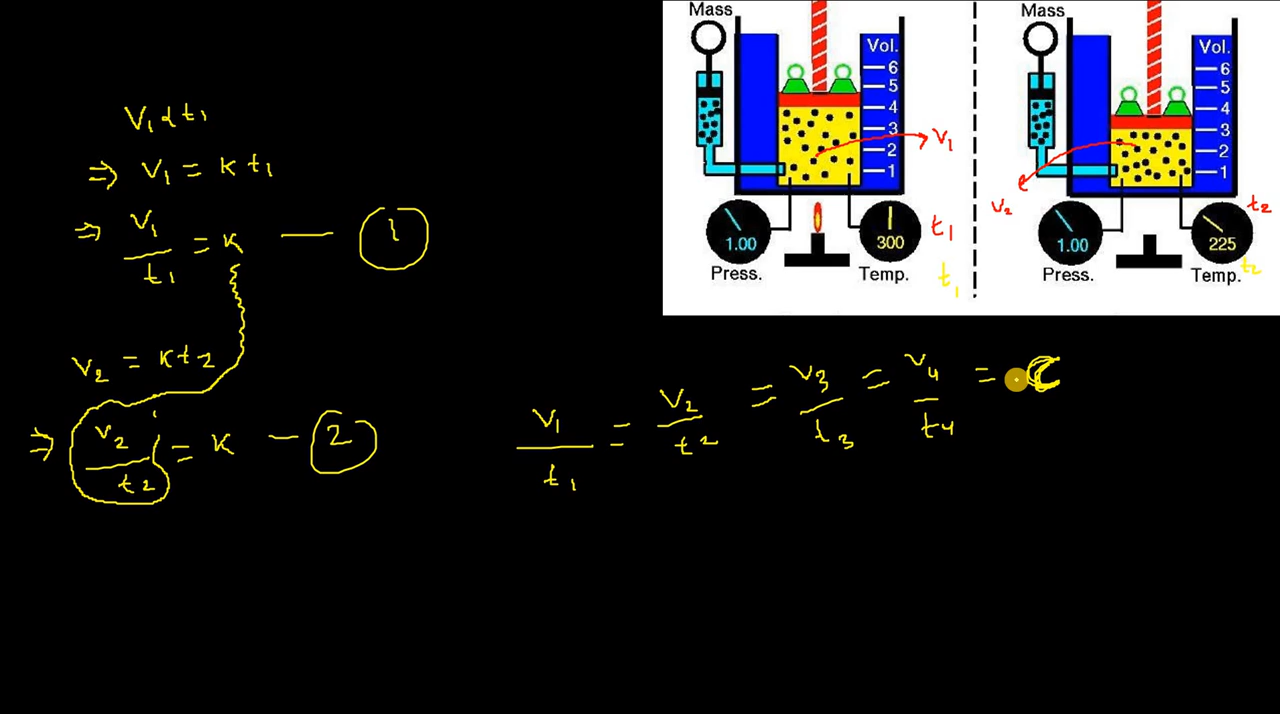 V₁ α t₁
⇒ V₁ = K t₁
⇒ V₁/t₁ = K — 1
V₂ = K t₂
⇒ V₂/t₂ = K — 2
V₁/t₁ = V₂/t₂ = V₃/t₃ = V₄/t₄ = C
Mass
Vol.
6
5
4
3
2
1
V₁
1.00
300
t₁
Press.
Temp.
t₁
Mass
Vol.
6
5
4
3
2
1
V₂
t₂
1.00
225
t₂
Press.
Temp.